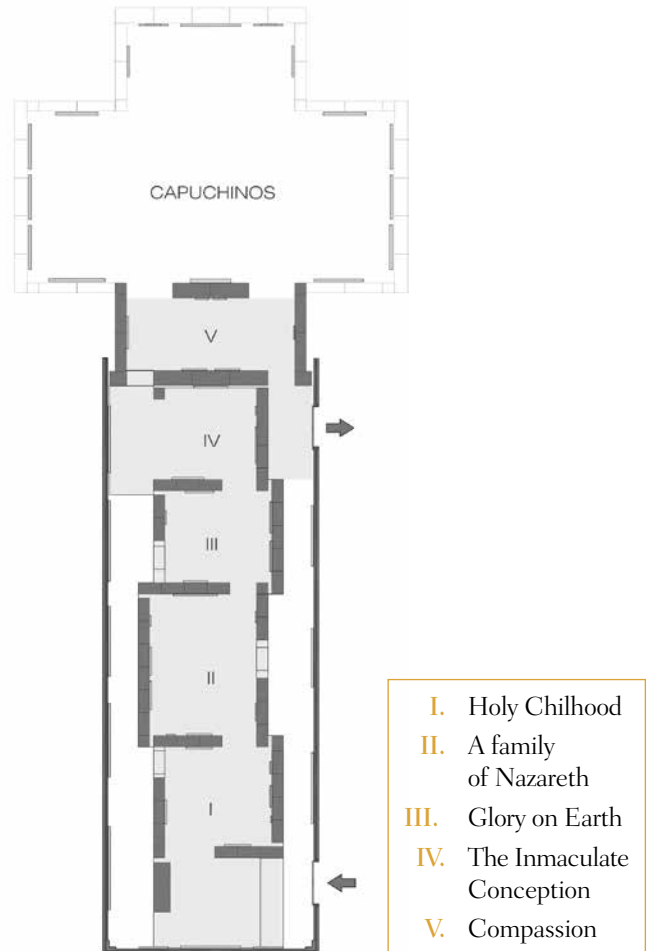 CAPUCHINOS
V
IV
III
II
I
I. Holy Chilhood
II. A family
of Nazareth
III. Glory on Earth
IV. The Inmaculate
Conception
V. Compassion